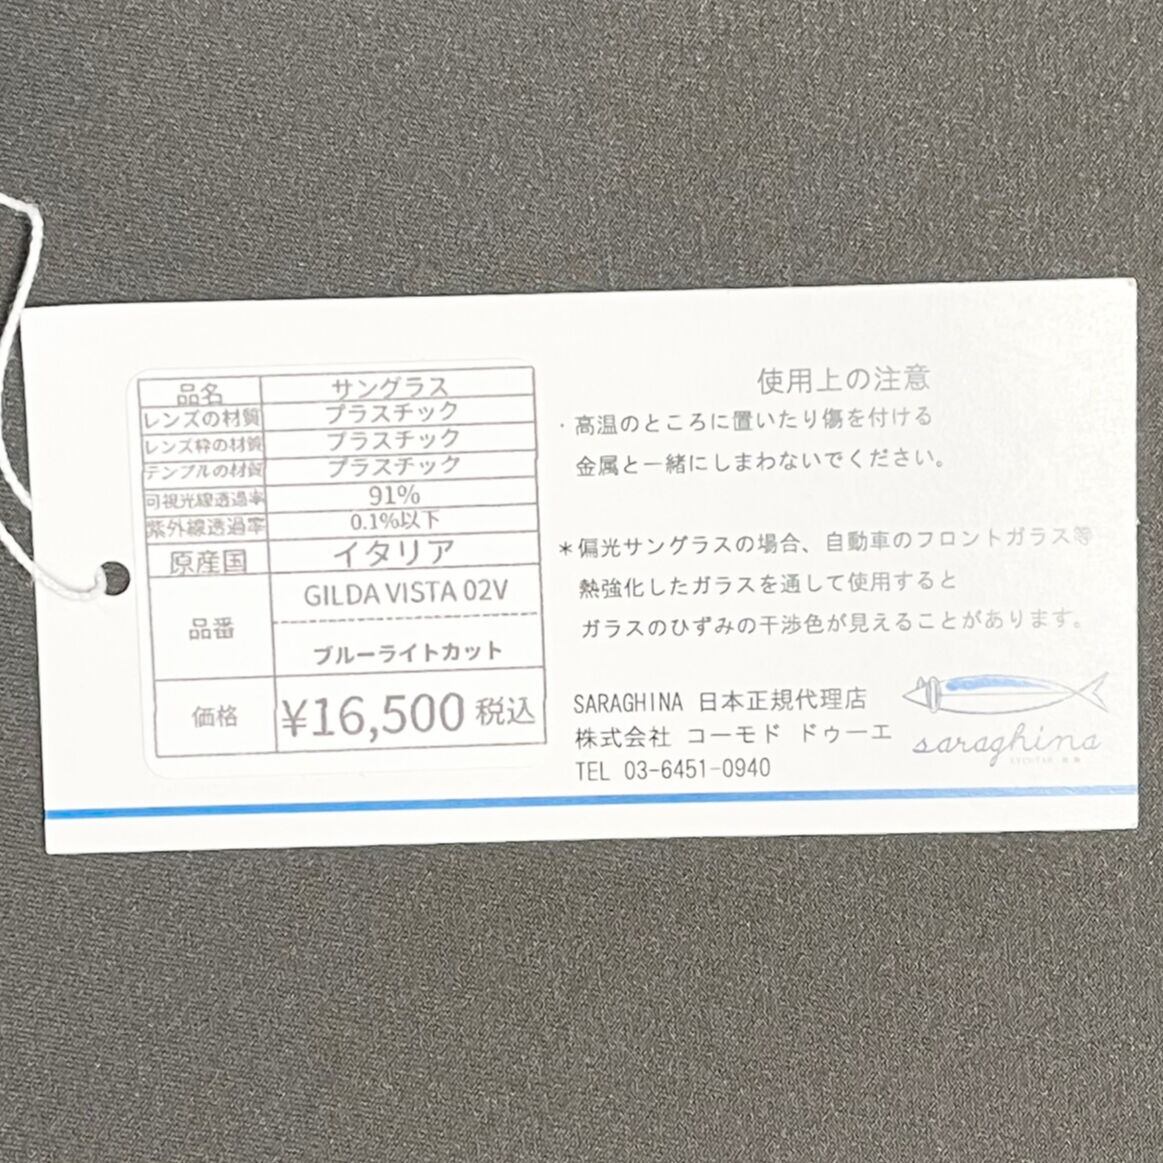 品名 サングラス
レンズの材質 プラスチック
レンズ枠の材質 プラスチック
テンプルの材質 プラスチック
可視光線透過率 91%
紫外線透過率 0.1%以下
原産国 イタリア
品番 GILDA VISTA 02V
ブルーライトカット
価格 ¥16,500 税込
使用上の注意
・高温のところに置いたり傷を付ける
金属と一緒にしまわないでください。
＊偏光サングラスの場合、自動車のフロントガラス等
熱強化したガラスを通して使用すると
ガラスのひずみの干渉色が見えることがあります。
SARAGHINA 日本正規代理店
株式会社 コーモド ドゥーエ
TEL 03-6451-0940
saraghina